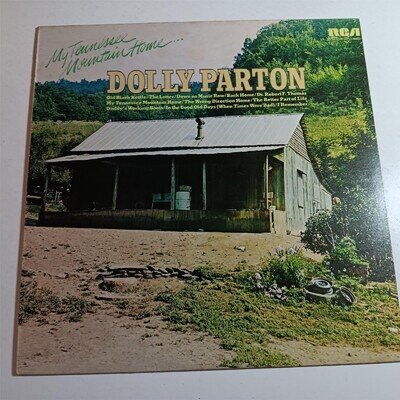 My Tennessee
Mountain Home...
RCA
DOLLY PARTON
Old Black Kettle/The Letter/Down on Music Row/Back Home/Dr. Robert F. Thomas
My Tennessee Mountain Home/The Wrong Direction Home/The Better Part of Life
Daddy's Working Boots/In the Good Old Days (When Times Were Bad)/I Remember